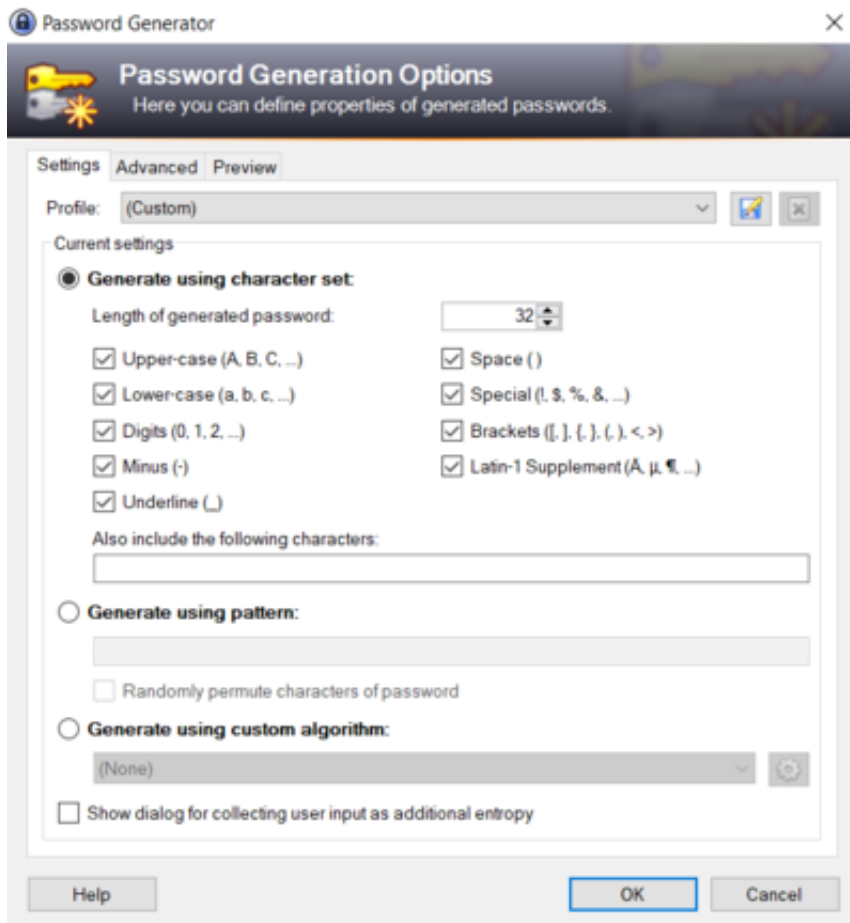 Password Generator
Password Generation Options
Here you can define properties of generated passwords.
Settings Advanced Preview
Profile: (Custom)
Current settings
Generate using character set:
Length of generated password: 32
Upper-case (A, B, C, ...) Space ( )
Lower-case (a, b, c, ...) Special (!, $, %, &, ...)
Digits (0, 1, 2, ...) Brackets ([, ], {, }, (, ), <, >)
Minus (-) Latin-1 Supplement (Ä, µ, ¶, ...)
Underline (_)
Also include the following characters:
Generate using pattern:
Randomly permute characters of password
Generate using custom algorithm:
(None)
Show dialog for collecting user input as additional entropy
Help OK Cancel